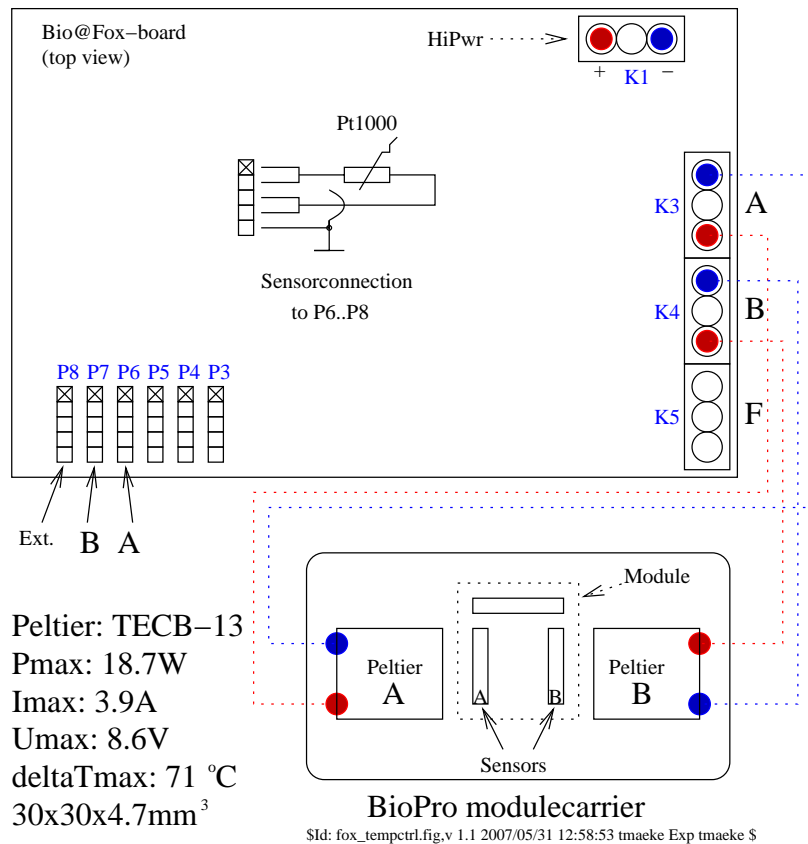 Bio@Fox−board
(top view)
HiPwr
+ K1 −
Pt1000
K3 A
K4 B
K5 F
Sensorconnection
to P6..P8
P8 P7 P6 P5 P4 P3
Ext. B A
Module
Peltier
A
A B
Peltier
B
Sensors
Peltier: TECB−13
Pmax: 18.7W
Imax: 3.9A
Umax: 8.6V
deltaTmax: 71 °C
30x30x4.7mm³
BioPro modulecarrier
$Id: fox_tempctrl.fig,v 1.1 2007/05/31 12:58:53 tmaeke Exp tmaeke $